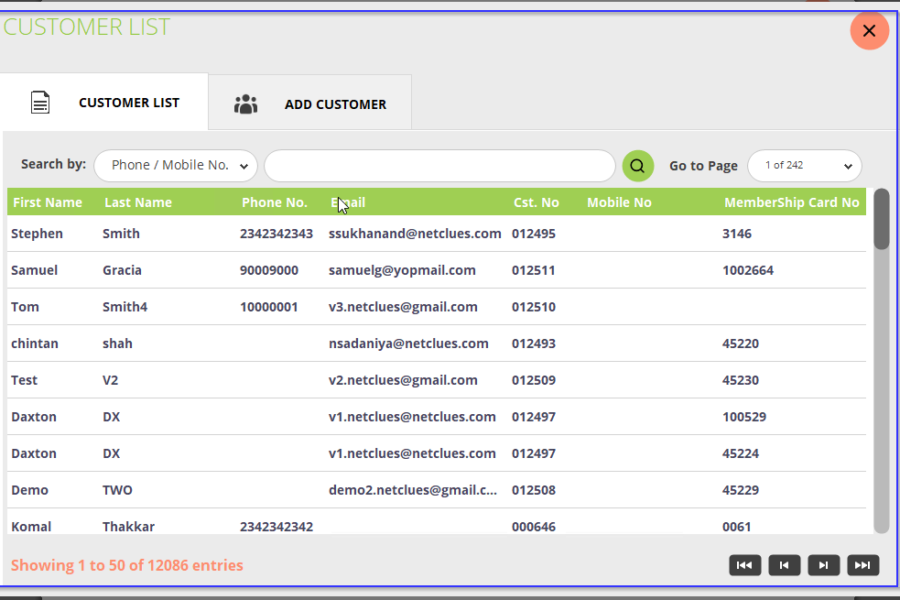 CUSTOMER LIST
CUSTOMER LIST ADD CUSTOMER
Search by: Phone / Mobile No. Go to Page 1 of 242
First Name Last Name Phone No. Email Cst. No Mobile No MemberShip Card No
Stephen Smith 2342342343 ssukhanand@netclues.com 012495 3146
Samuel Gracia 90009000 samuelg@yopmail.com 012511 1002664
Tom Smith4 10000001 v3.netclues@gmail.com 012510
chintan shah nsadaniya@netclues.com 012493 45220
Test V2 v2.netclues@gmail.com 012509 45230
Daxton DX v1.netclues@netclues.com 012497 100529
Daxton DX v1.netclues@netclues.com 012497 45224
Demo TWO demo2.netclues@gmail.c... 012508 45229
Komal Thakkar 2342342342 000646 0061
Showing 1 to 50 of 12086 entries